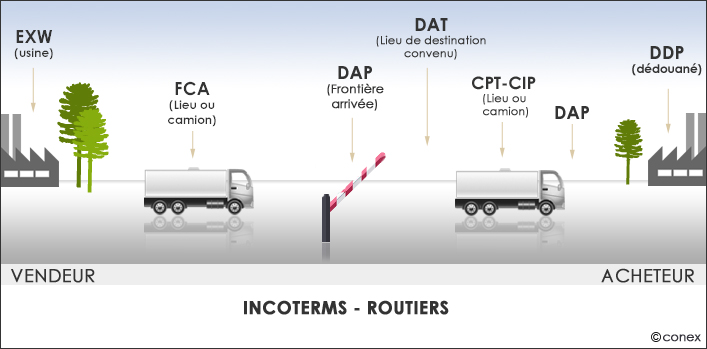 EXW
(usine)
FCA
(Lieu ou
camion)
DAP
(Frontière
arrivée)
DAT
(Lieu de destination
convenu)
CPT-CIP
(Lieu ou
camion)
DAP
DDP
(dédouané)
VENDEUR
ACHETEUR
INCOTERMS - ROUTIERS
©conex